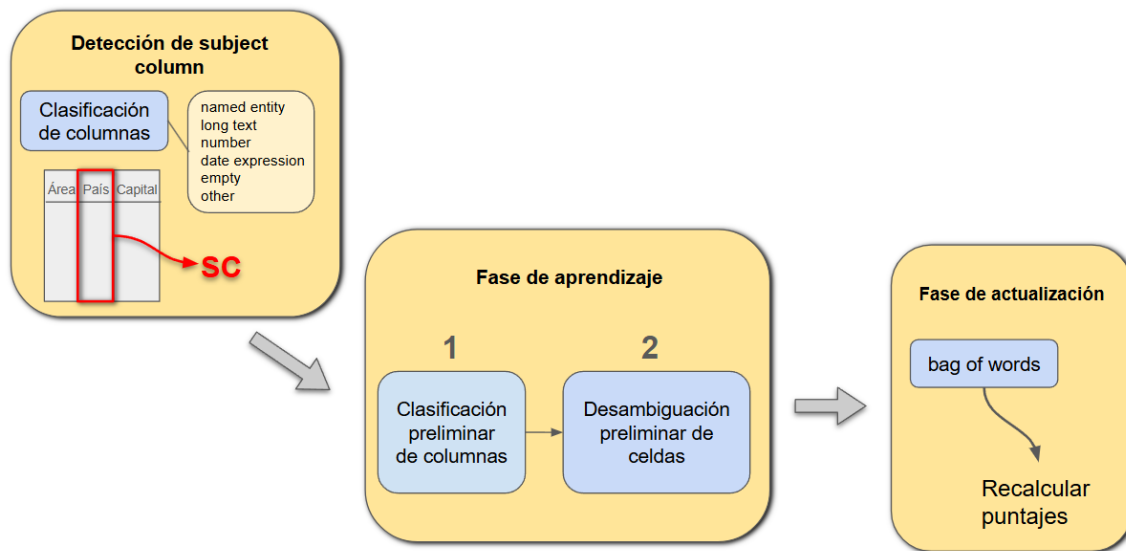 Detección de subject
column
Clasificación
de columnas
named entity
long text
number
date expression
empty
other
Área País Capital
SC
Fase de aprendizaje
1
2
Clasificación
preliminar
de columnas
Desambiguación
preliminar de
celdas
Fase de actualización
bag of words
Recalcular
puntajes